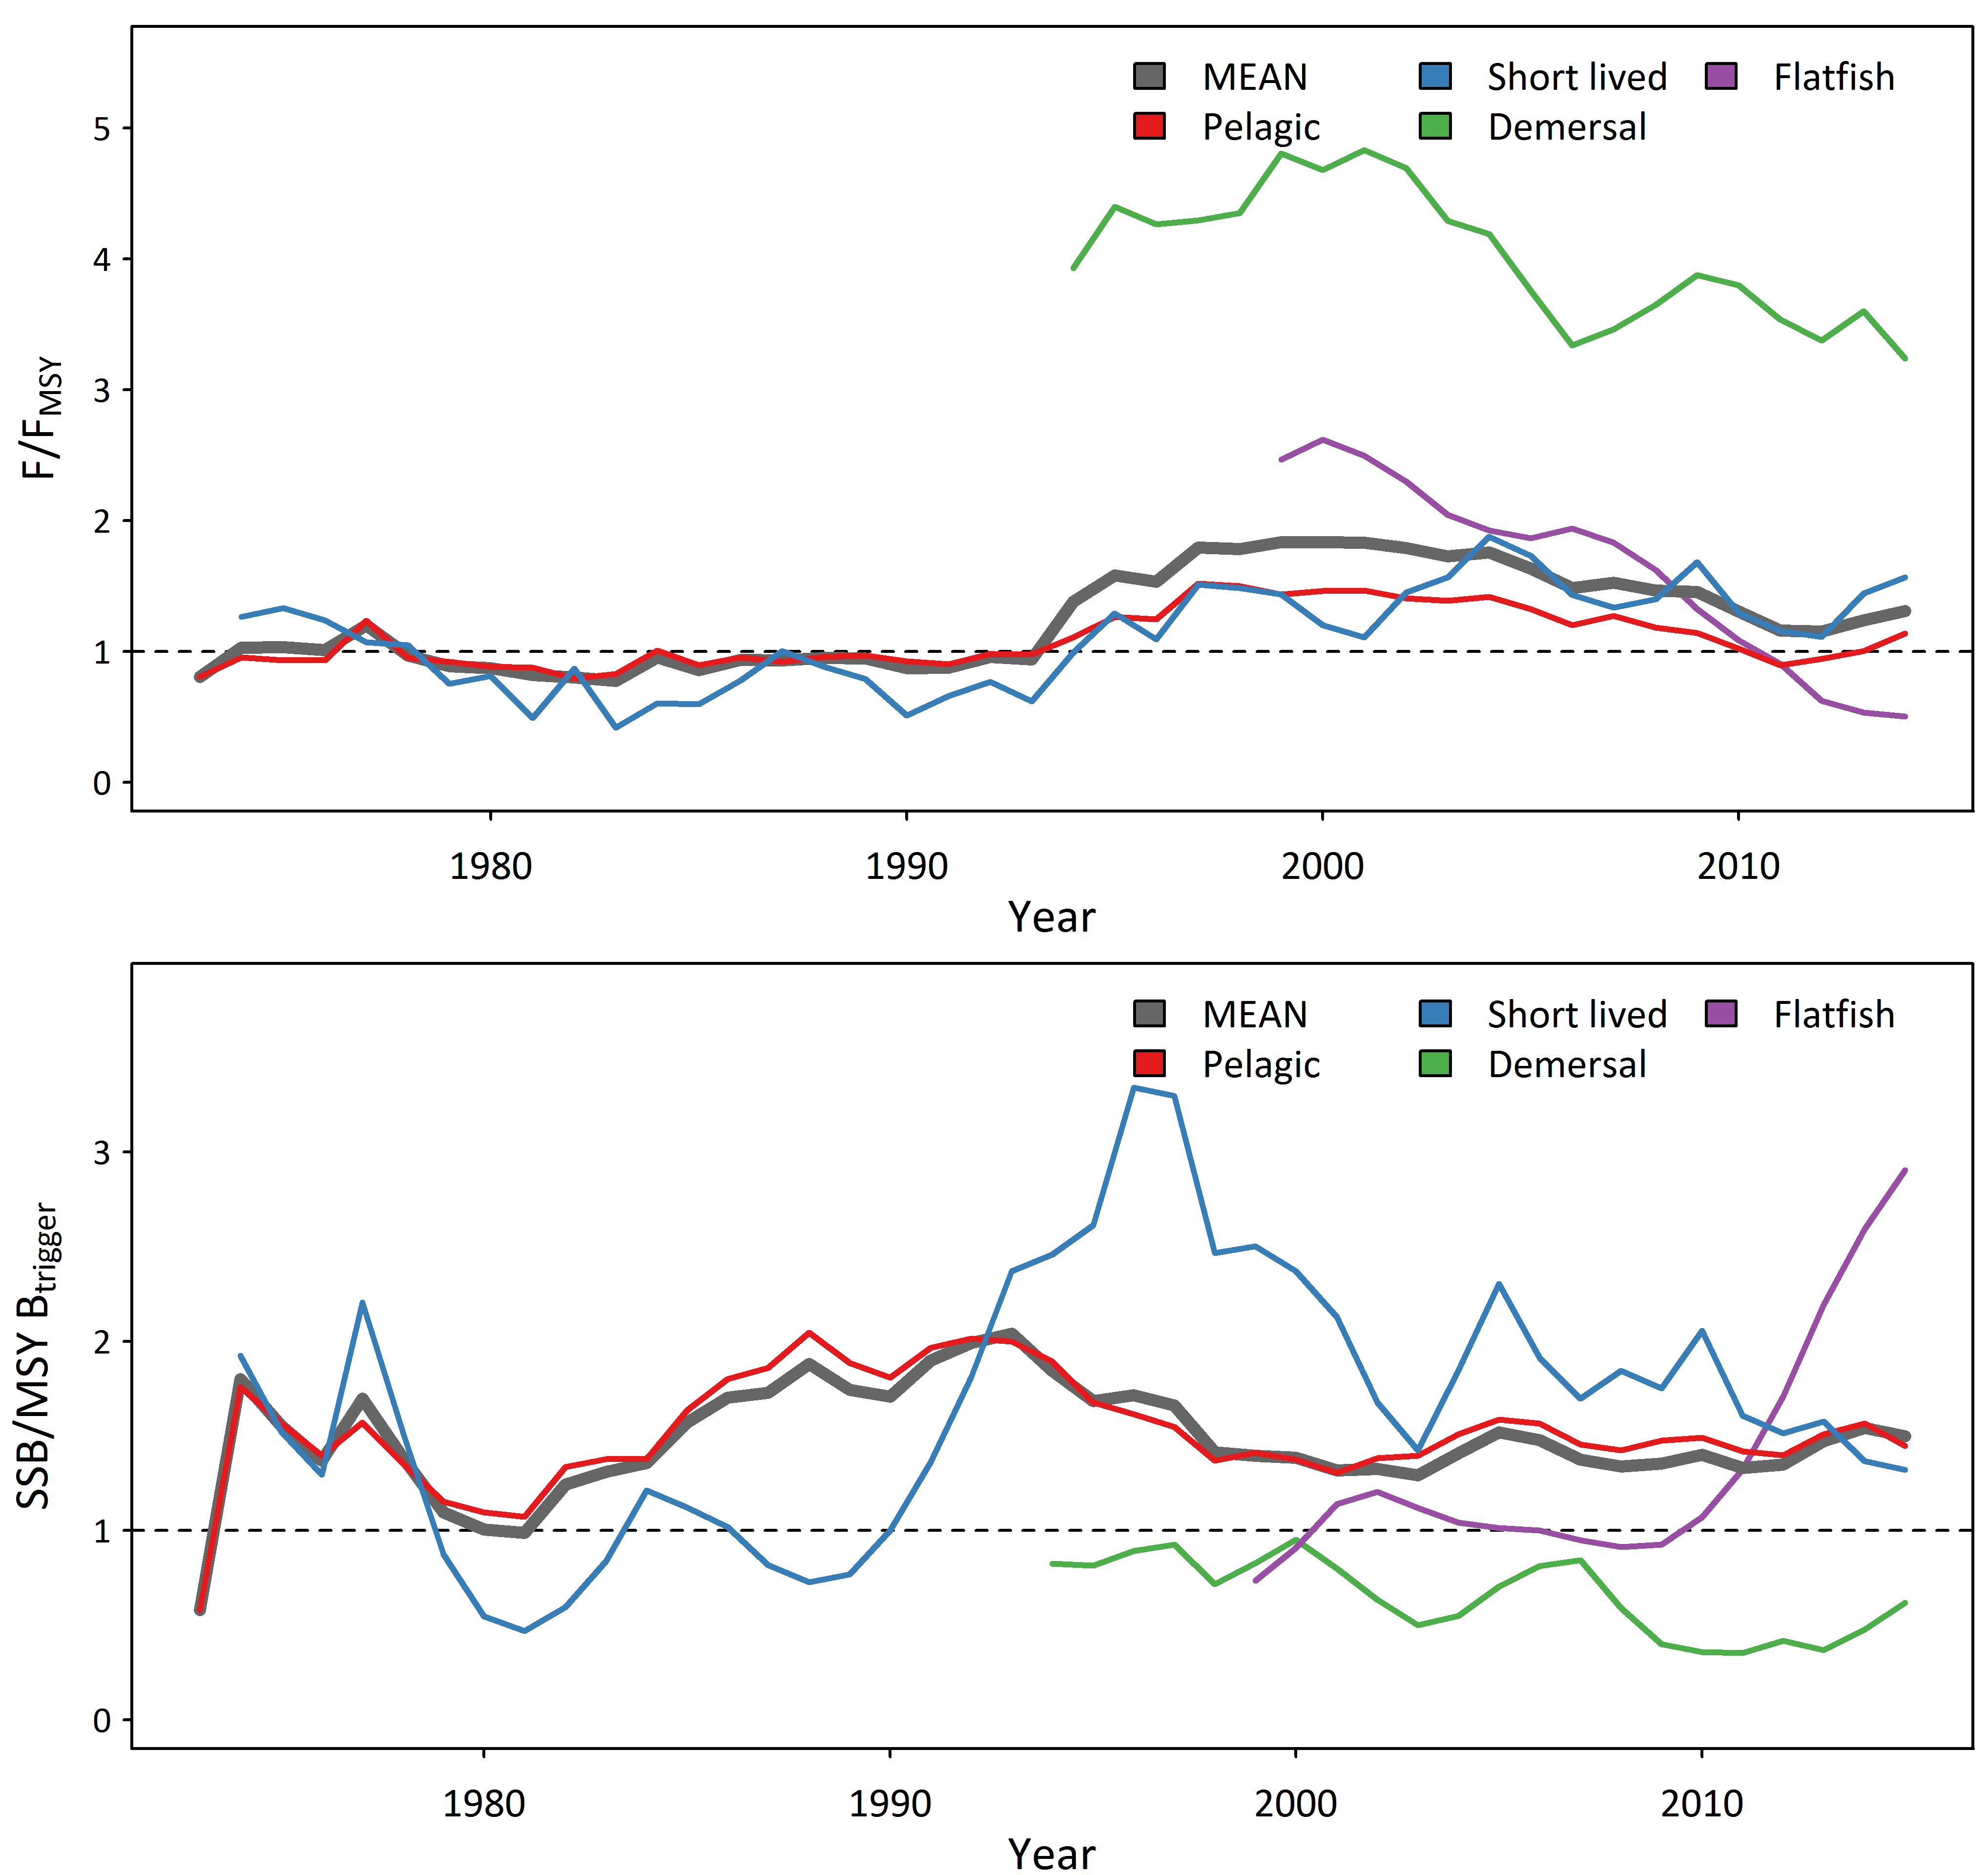 MEAN Short lived Flatfish
Pelagic Demersal
5
4
3
2
1
0
F/FMSY
1980 1990 2000 2010
Year
MEAN Short lived Flatfish
Pelagic Demersal
3
2
1
0
SSB/MSY Btrigger
1980 1990 2000 2010
Year